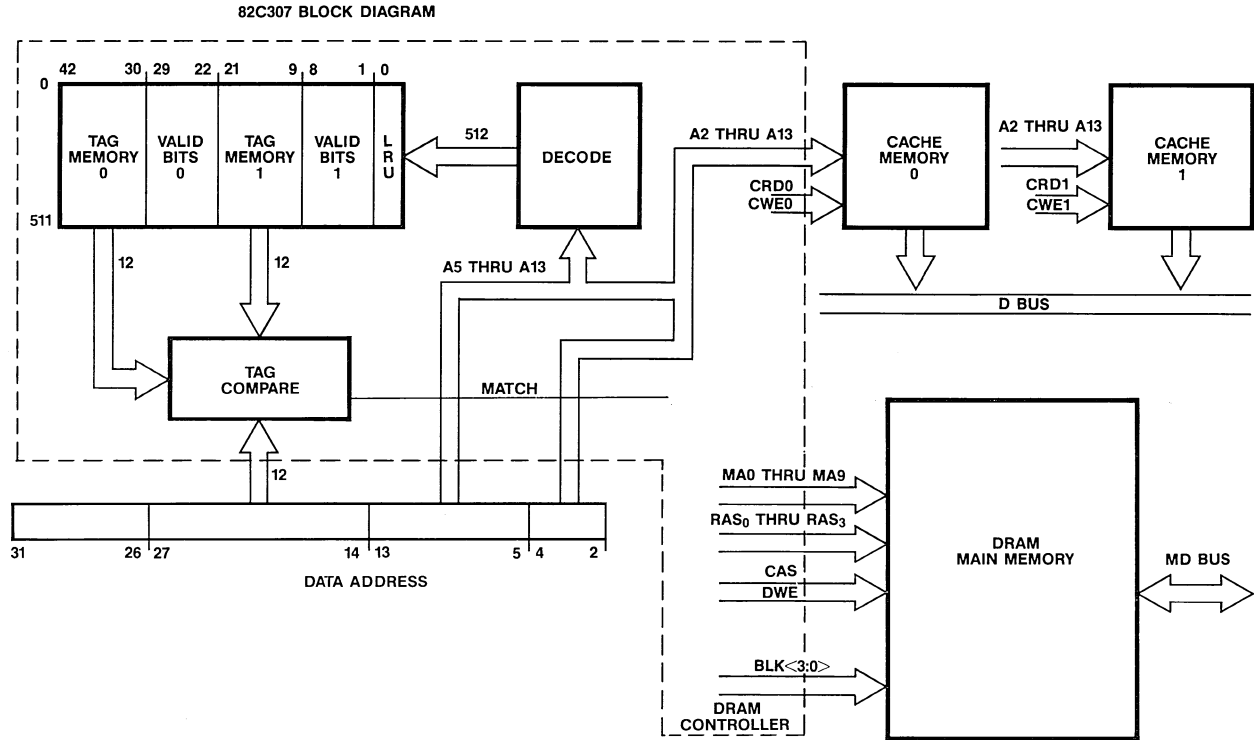 82C307 BLOCK DIAGRAM
42 30 29 22 21 9 8 1 0
0
511
TAG
MEMORY
0
VALID
BITS
0
TAG
MEMORY
1
VALID
BITS
1
L
R
U
512
DECODE
A2 THRU A13
CRD0
CWE0
CACHE
MEMORY
0
A2 THRU A13
CRD1
CWE1
CACHE
MEMORY
1
12
12
A5 THRU A13
D BUS
TAG
COMPARE
MATCH
12
31 26 27 14 13 5 4 2
DATA ADDRESS
MA0 THRU MA9
RAS0 THRU RAS3
CAS
DWE
BLK<3:0>
DRAM
CONTROLLER
DRAM
MAIN MEMORY
MD BUS